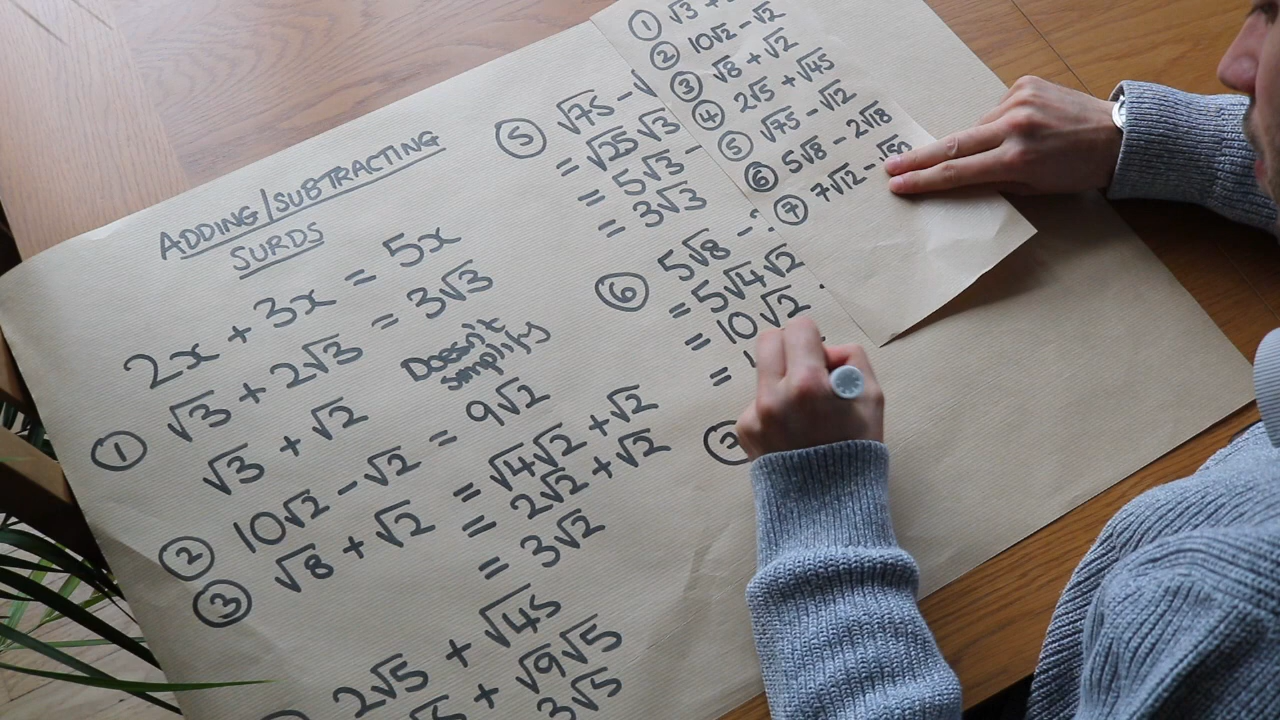 ADDING/SUBTRACTING
SURDS
2x + 3x = 5x
① √3 + 2√3 = 3√3
√3 + √2 Doesn't
simplify
② 10√2 - √2 = 9√2
③ √8 + √2 = √4√2 + √2
= 2√2 + √2
= 3√2
2√5 + √45
√5 + √9√5
3√5
⑤ √75 - √
= √25√3
= 5√3 -
= 3√3
⑥ 5√8 -
= 5√4√2
= 10√2
=
① √3 +
② 10√2 - √2
③ √8 + √2
④ 2√5 + √45
⑤ √75 - √12
⑥ 5√8 - 2√18
⑦ 7√12 - √50